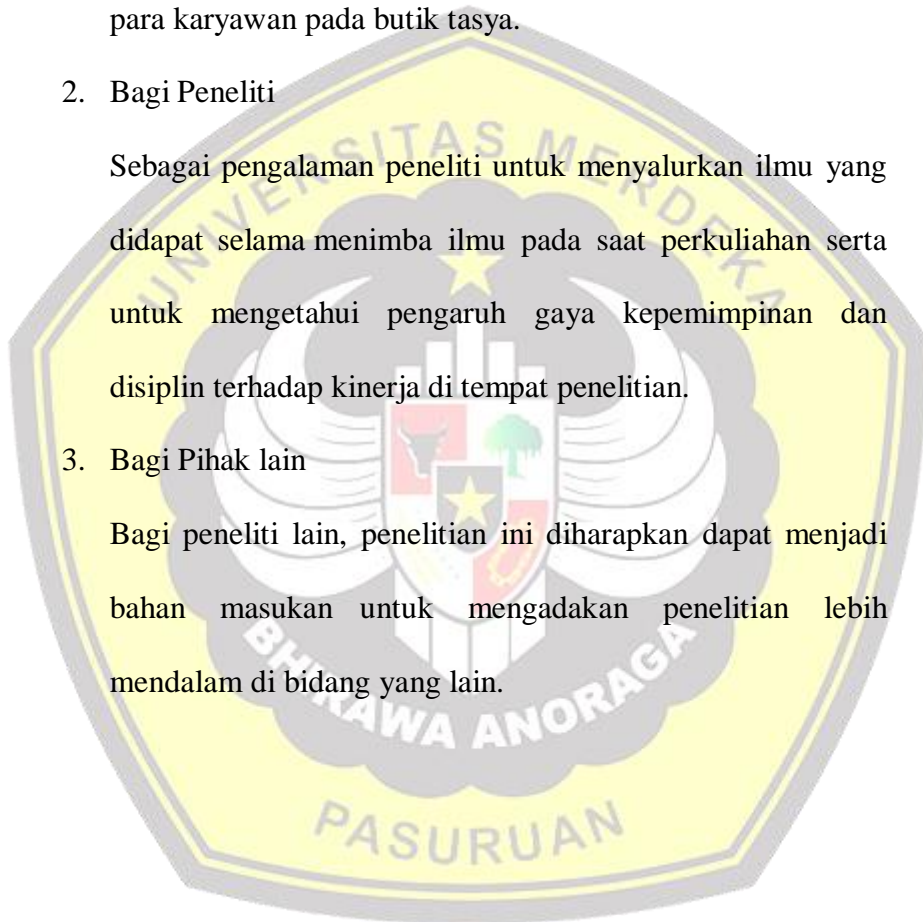 para karyawan pada butik tasya.
2. Bagi Peneliti
Sebagai pengalaman peneliti untuk menyalurkan ilmu yang
didapat selama menimba ilmu pada saat perkuliahan serta
untuk mengetahui pengaruh gaya kepemimpinan dan
disiplin terhadap kinerja di tempat penelitian.
3. Bagi Pihak lain
Bagi peneliti lain, penelitian ini diharapkan dapat menjadi
bahan masukan untuk mengadakan penelitian lebih
mendalam di bidang yang lain.
UNIVERSITAS MERDEKA
BHIRAWA ANORAGA
PASURUAN